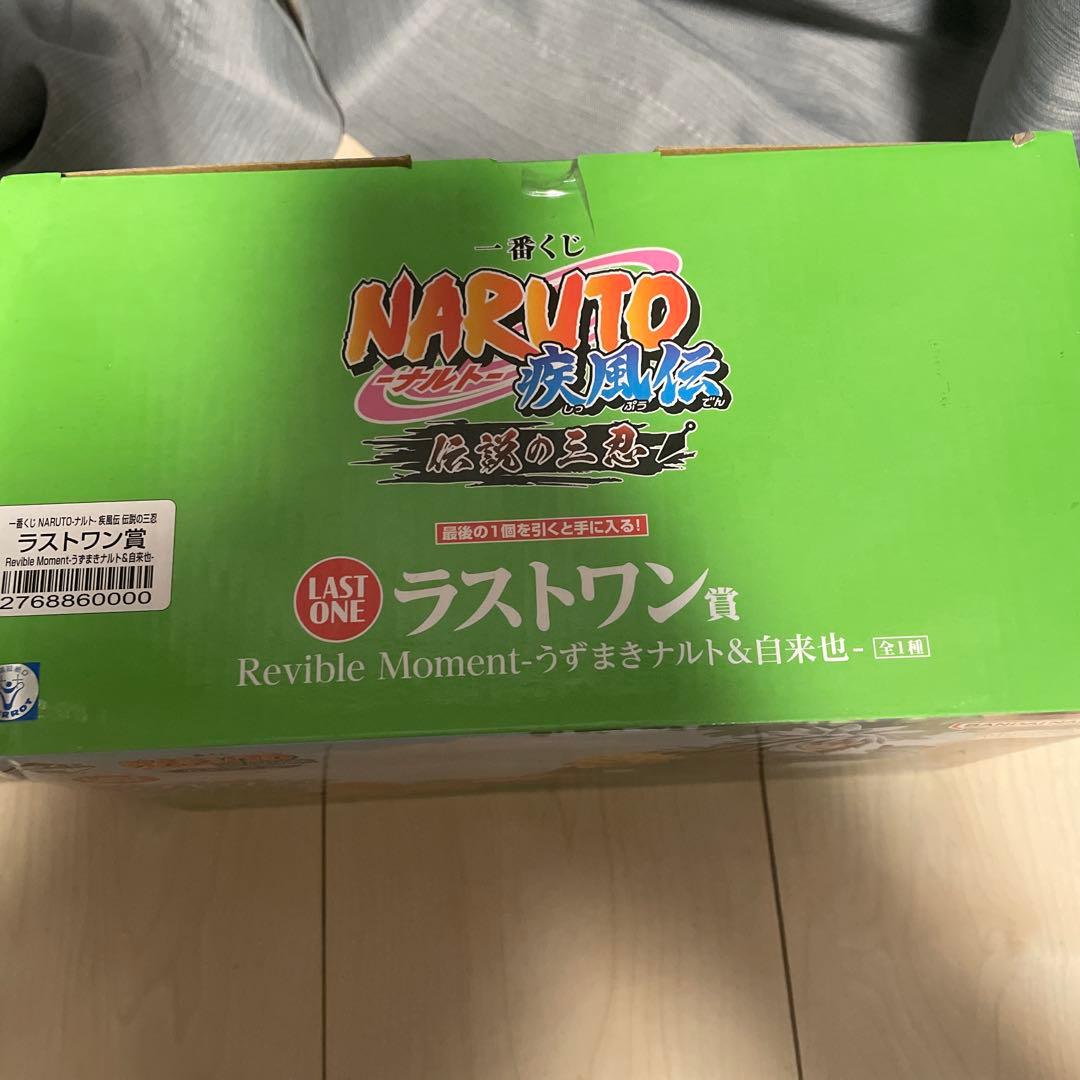 一番くじ
NARUTO
-ナルト-
疾風伝
しっ ぷう でん
伝説の三忍
最後の1個を引くと手に入る!
LAST
ONE
ラストワン賞
Revible Moment-うずまきナルト&自来也- 全1種
一番くじ NARUTO-ナルト- 疾風伝 伝説の三忍
ラストワン賞
Revible Moment-うずまきナルト&自来也-
2768860000